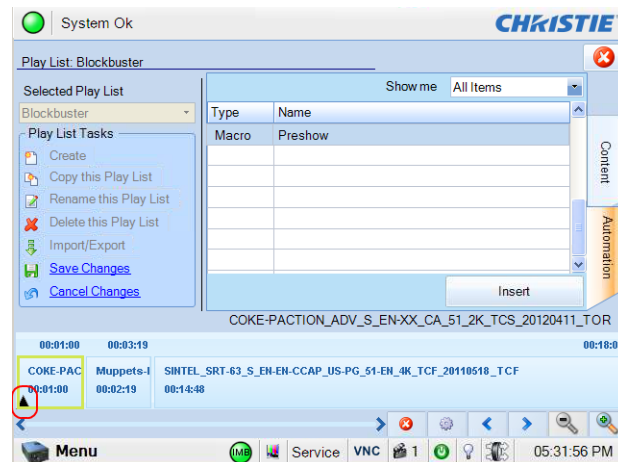 System Ok
CHRISTIE
Play List: Blockbuster
Selected Play List
Show me
All Items
Blockbuster
Type
Name
Play List Tasks
Macro
Preshow
Create
Copy this Play List
Rename this Play List
Delete this Play List
Import/Export
Save Changes
Cancel Changes
Content
Automation
Insert
COKE-PACTION_ADV_S_EN-XX_CA_51_2K_TCS_20120411_TOR
00:01:00
00:03:19
00:18:0
COKE-PAC
Muppets-I
SINTEL_SRT-63_S_EN-EN-CCAP_US-PG_51-EN_4K_TCF_20110518_TCF
00:01:00
00:02:19
00:14:48
Menu
IMB
Service
VNC
1
05:31:56 PM